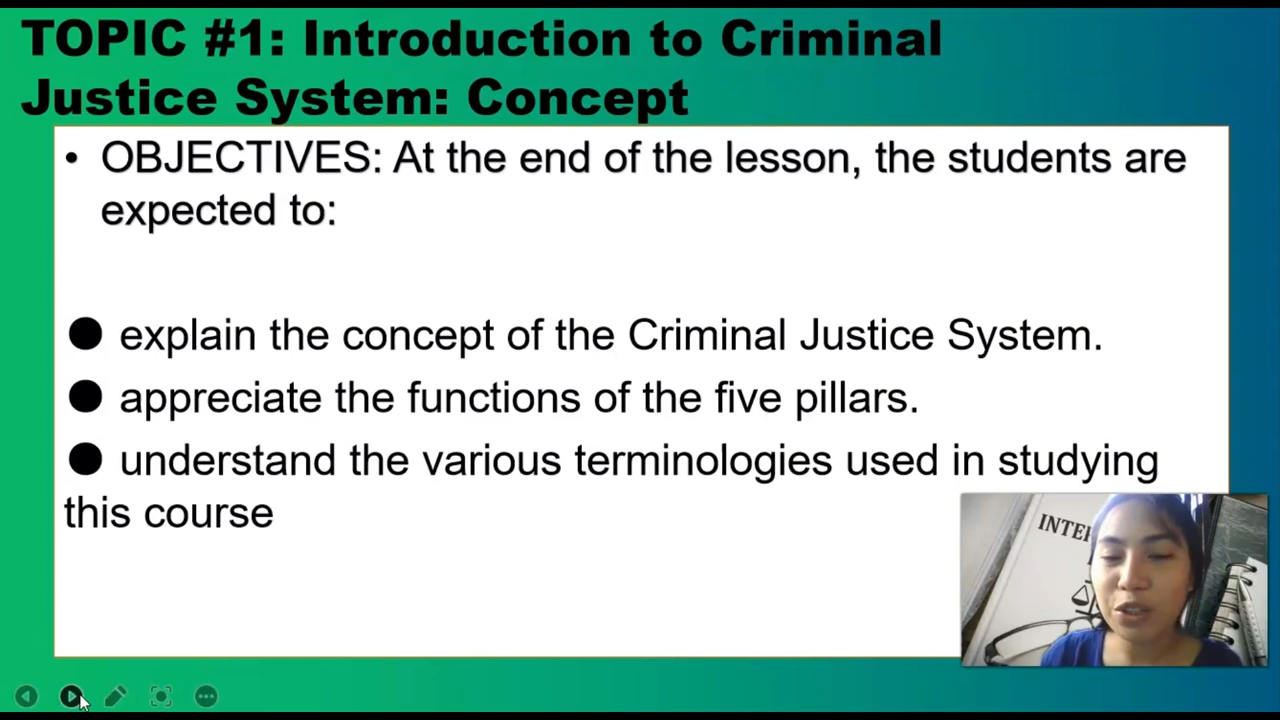 TOPIC #1: Introduction to Criminal
Justice System: Concept
• OBJECTIVES: At the end of the lesson, the students are
expected to:
● explain the concept of the Criminal Justice System.
● appreciate the functions of the five pillars.
● understand the various terminologies used in studying
this course